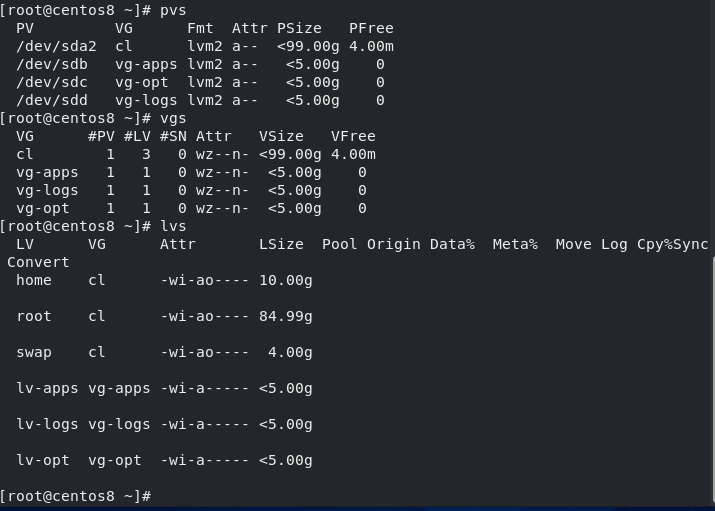 [root@centos8 ~]# pvs
  PV         VG      Fmt  Attr PSize   PFree
  /dev/sda2  cl      lvm2 a--  <99.00g 4.00m
  /dev/sdb   vg-apps lvm2 a--   <5.00g    0
  /dev/sdc   vg-opt  lvm2 a--   <5.00g    0
  /dev/sdd   vg-logs lvm2 a--   <5.00g    0
[root@centos8 ~]# vgs
  VG      #PV #LV #SN Attr   VSize   VFree
  cl        1   3   0 wz--n- <99.00g 4.00m
  vg-apps   1   1   0 wz--n-  <5.00g    0
  vg-logs   1   1   0 wz--n-  <5.00g    0
  vg-opt    1   1   0 wz--n-  <5.00g    0
[root@centos8 ~]# lvs
  LV      VG      Attr       LSize  Pool Origin Data%  Meta%  Move Log Cpy%Sync
 Convert
  home    cl      -wi-ao---- 10.00g
  root    cl      -wi-ao---- 84.99g
  swap    cl      -wi-ao----  4.00g
  lv-apps vg-apps -wi-a----- <5.00g
  lv-logs vg-logs -wi-a----- <5.00g
  lv-opt  vg-opt  -wi-a----- <5.00g
[root@centos8 ~]#